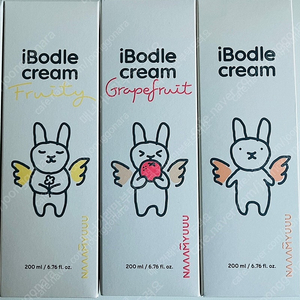 iBodle
cream
Fruity
NAAAMYUUU
200 ml / 6.76 fl. oz.
iBodle
cream
Grapefruit
NAAAMYUUU
200 ml / 6.76 fl. oz.
iBodle
cream
NAAAMYUUU
200 ml / 6.76 fl. oz.